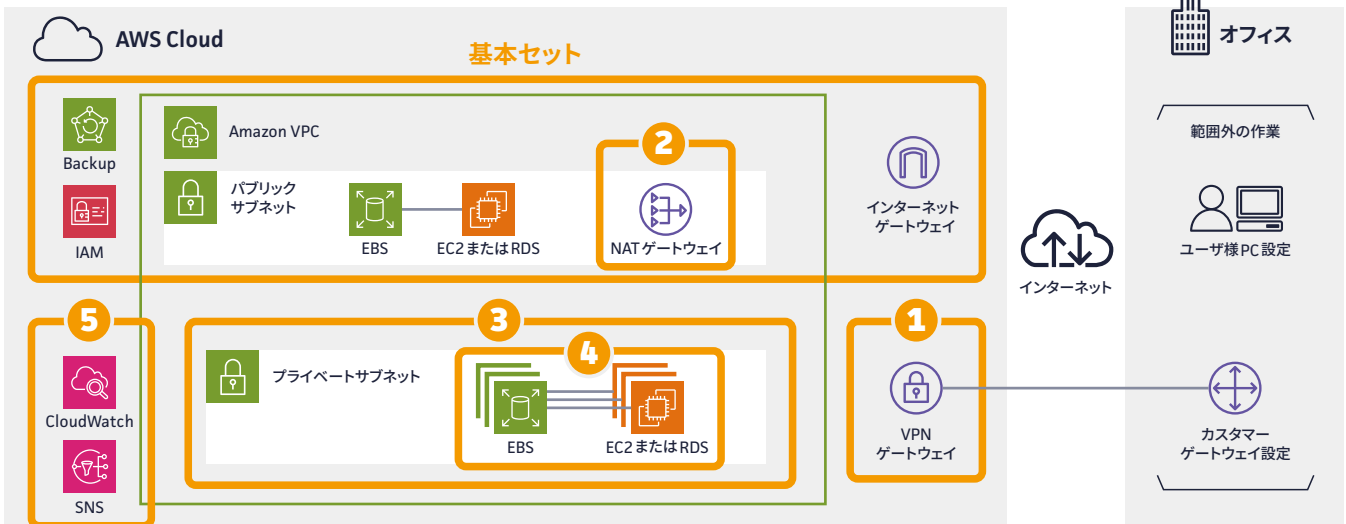 AWS Cloud
基本セット
オフィス
Backup
IAM
Amazon VPC
パブリック
サブネット
EBS
EC2またはRDS
2
NATゲートウェイ
インターネット
ゲートウェイ
インターネット
範囲外の作業
ユーザ様PC設定
5
CloudWatch
SNS
3
プライベートサブネット
4
EBS
EC2またはRDS
1
VPN
ゲートウェイ
カスタマー
ゲートウェイ設定